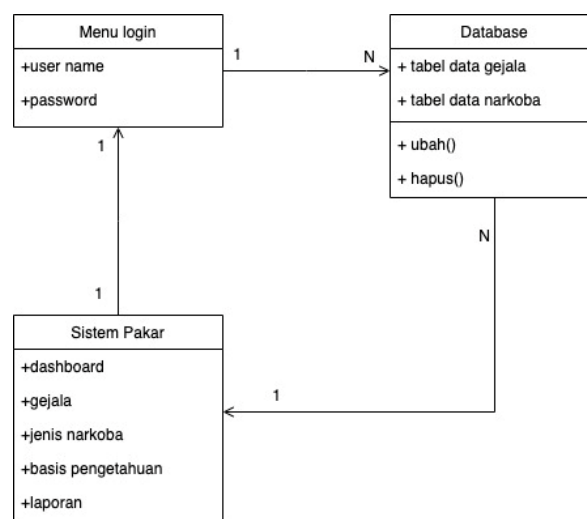 Menu login
+user name
+password
1
N
Database
+ tabel data gejala
+ tabel data narkoba
+ ubah()
+ hapus()
1
N
1
1
Sistem Pakar
+dashboard
+gejala
+jenis narkoba
+basis pengetahuan
+laporan